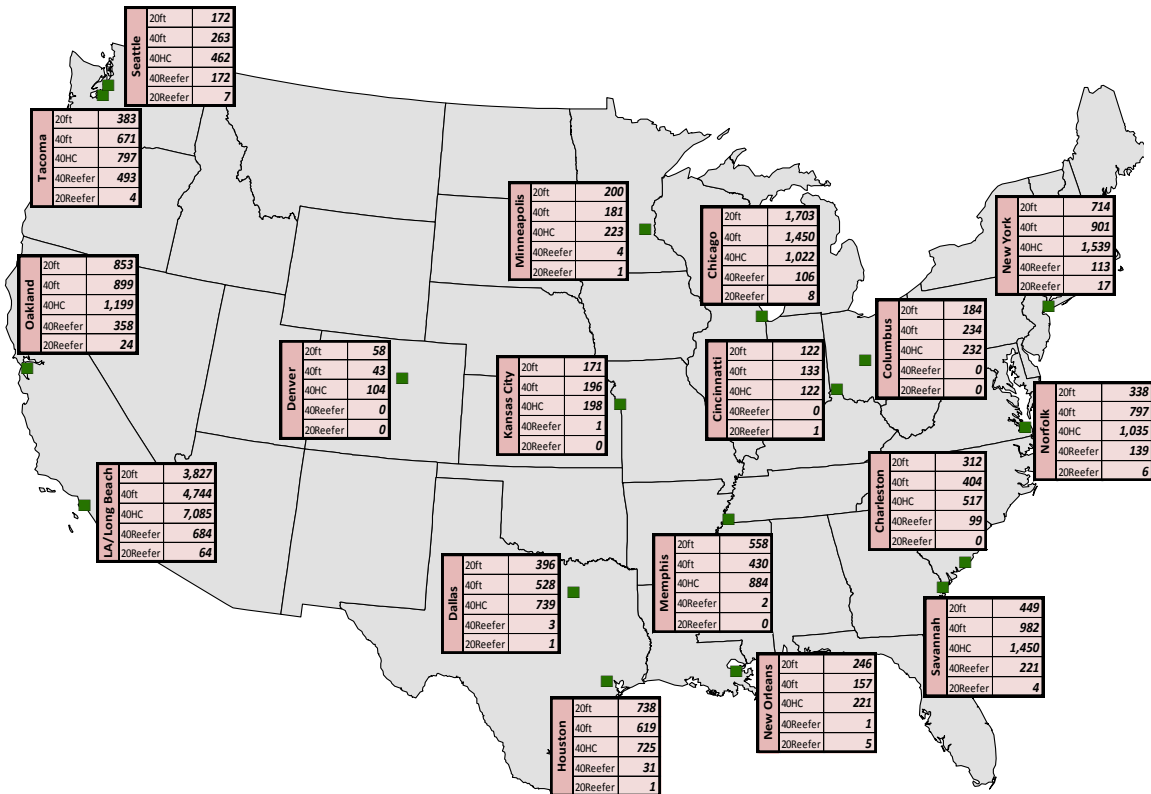 Seattle
20ft 172
40ft 263
40HC 462
40Reefer 172
20Reefer 7
Tacoma
20ft 383
40ft 671
40HC 797
40Reefer 493
20Reefer 4
Minneapolis
20ft 200
40ft 181
40HC 223
40Reefer 4
20Reefer 1
Chicago
20ft 1,703
40ft 1,450
40HC 1,022
40Reefer 106
20Reefer 8
New York
20ft 714
40ft 901
40HC 1,539
40Reefer 113
20Reefer 17
Oakland
20ft 853
40ft 899
40HC 1,199
40Reefer 358
20Reefer 24
Denver
20ft 58
40ft 43
40HC 104
40Reefer 0
20Reefer 0
Kansas City
20ft 171
40ft 196
40HC 198
40Reefer 1
20Reefer 0
Cincinnatti
20ft 122
40ft 133
40HC 122
40Reefer 0
20Reefer 1
Columbus
20ft 184
40ft 234
40HC 232
40Reefer 0
20Reefer 0
Norfolk
20ft 338
40ft 797
40HC 1,035
40Reefer 139
20Reefer 6
LA/Long Beach
20ft 3,827
40ft 4,744
40HC 7,085
40Reefer 684
20Reefer 64
Charleston
20ft 312
40ft 404
40HC 517
40Reefer 99
20Reefer 0
Dallas
20ft 396
40ft 528
40HC 739
40Reefer 3
20Reefer 1
Memphis
20ft 558
40ft 430
40HC 884
40Reefer 2
20Reefer 0
Savannah
20ft 449
40ft 982
40HC 1,450
40Reefer 221
20Reefer 4
New Orleans
20ft 246
40ft 157
40HC 221
40Reefer 1
20Reefer 5
Houston
20ft 738
40ft 619
40HC 725
40Reefer 31
20Reefer 1